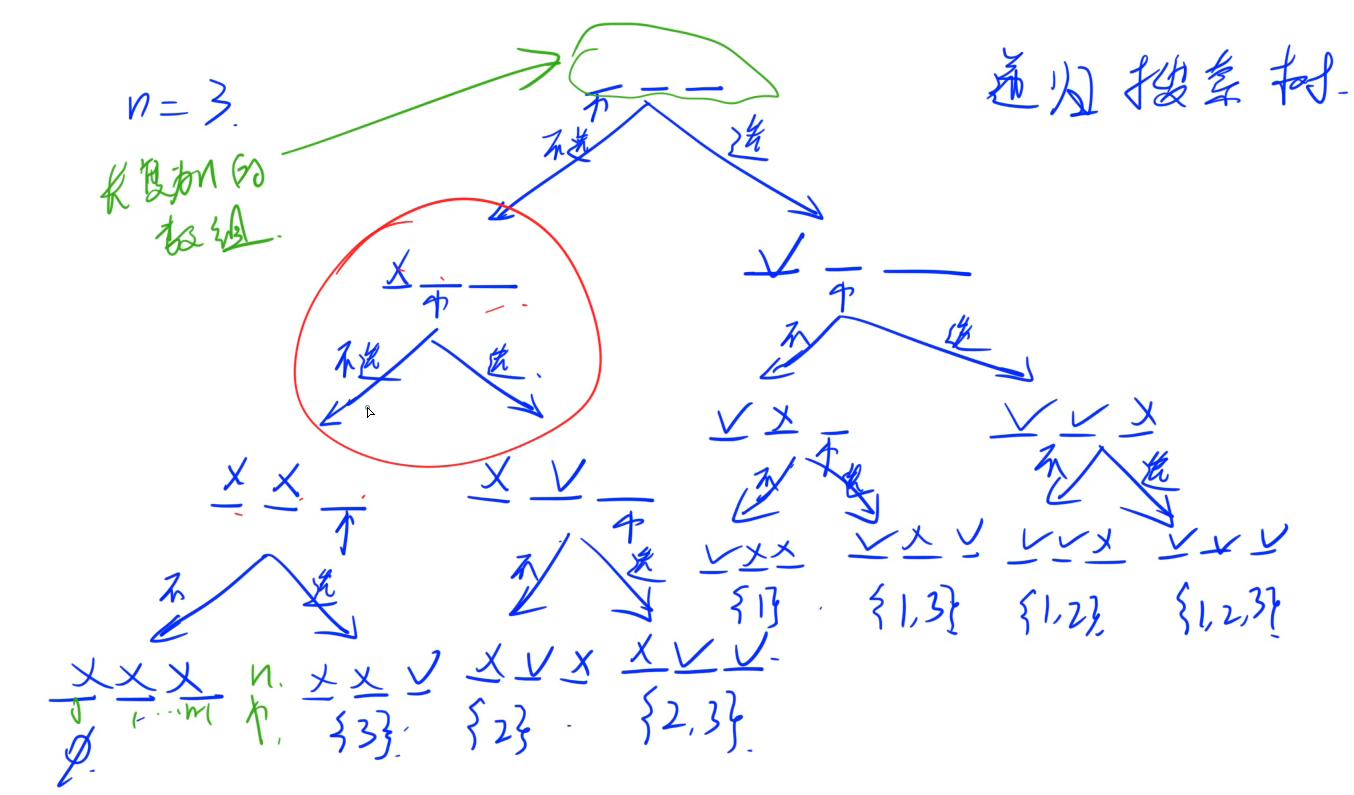 递归搜索树.
n=3.
长度为n的
数组.
不选 选
X V
不选 选. 不 选
V X V V X
X X X V 不 选 不 选
不 选 不 选 V X X V X V V V X V V V
{1}. {1,3} {1,2}. {1,2,3}.
X X X n. X X V X V X X V V.
∅. {3}. {2}. {2,3}.